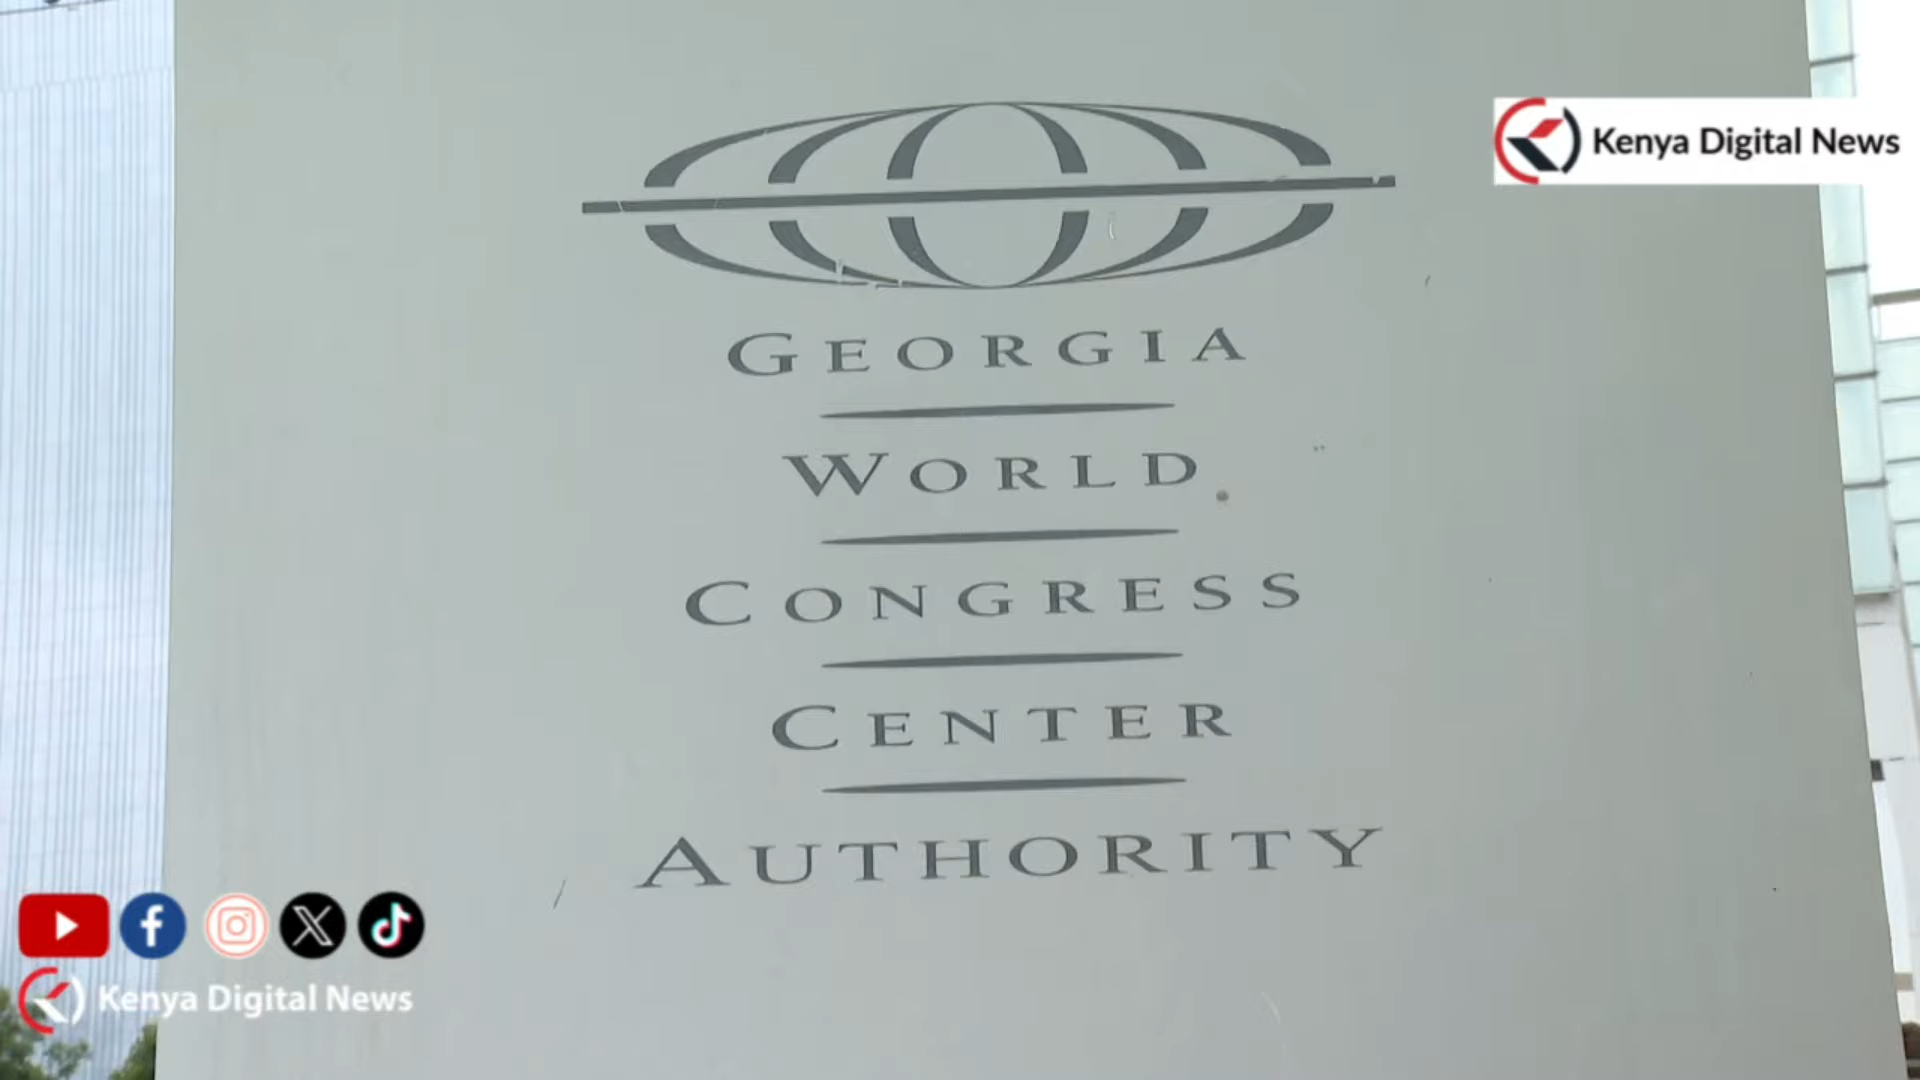 Kenya Digital News
GEORGIA
WORLD
CONGRESS
CENTER
AUTHORITY
Kenya Digital News